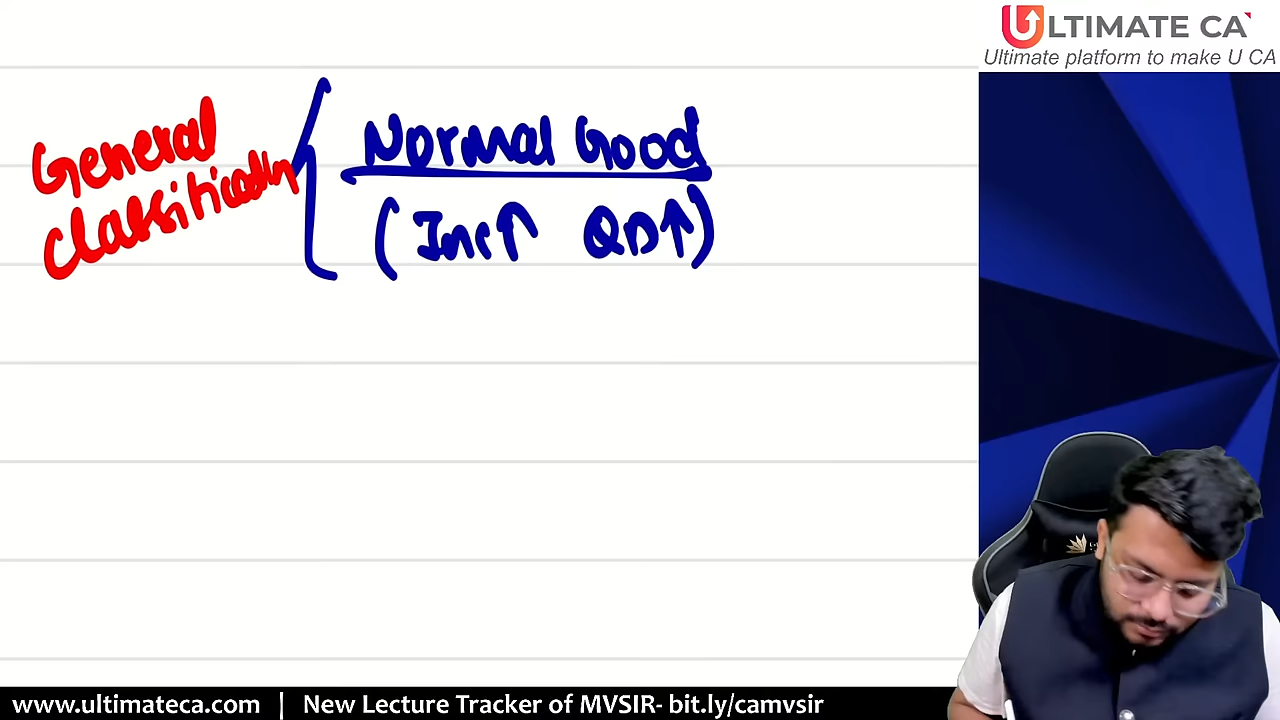 ULTIMATE CA
Ultimate platform to make U CA
General
Normal Good
(Inc↑ QD↑)
www.ultimateca.com | New Lecture Tracker of MVSIR- bit.ly/camvsir